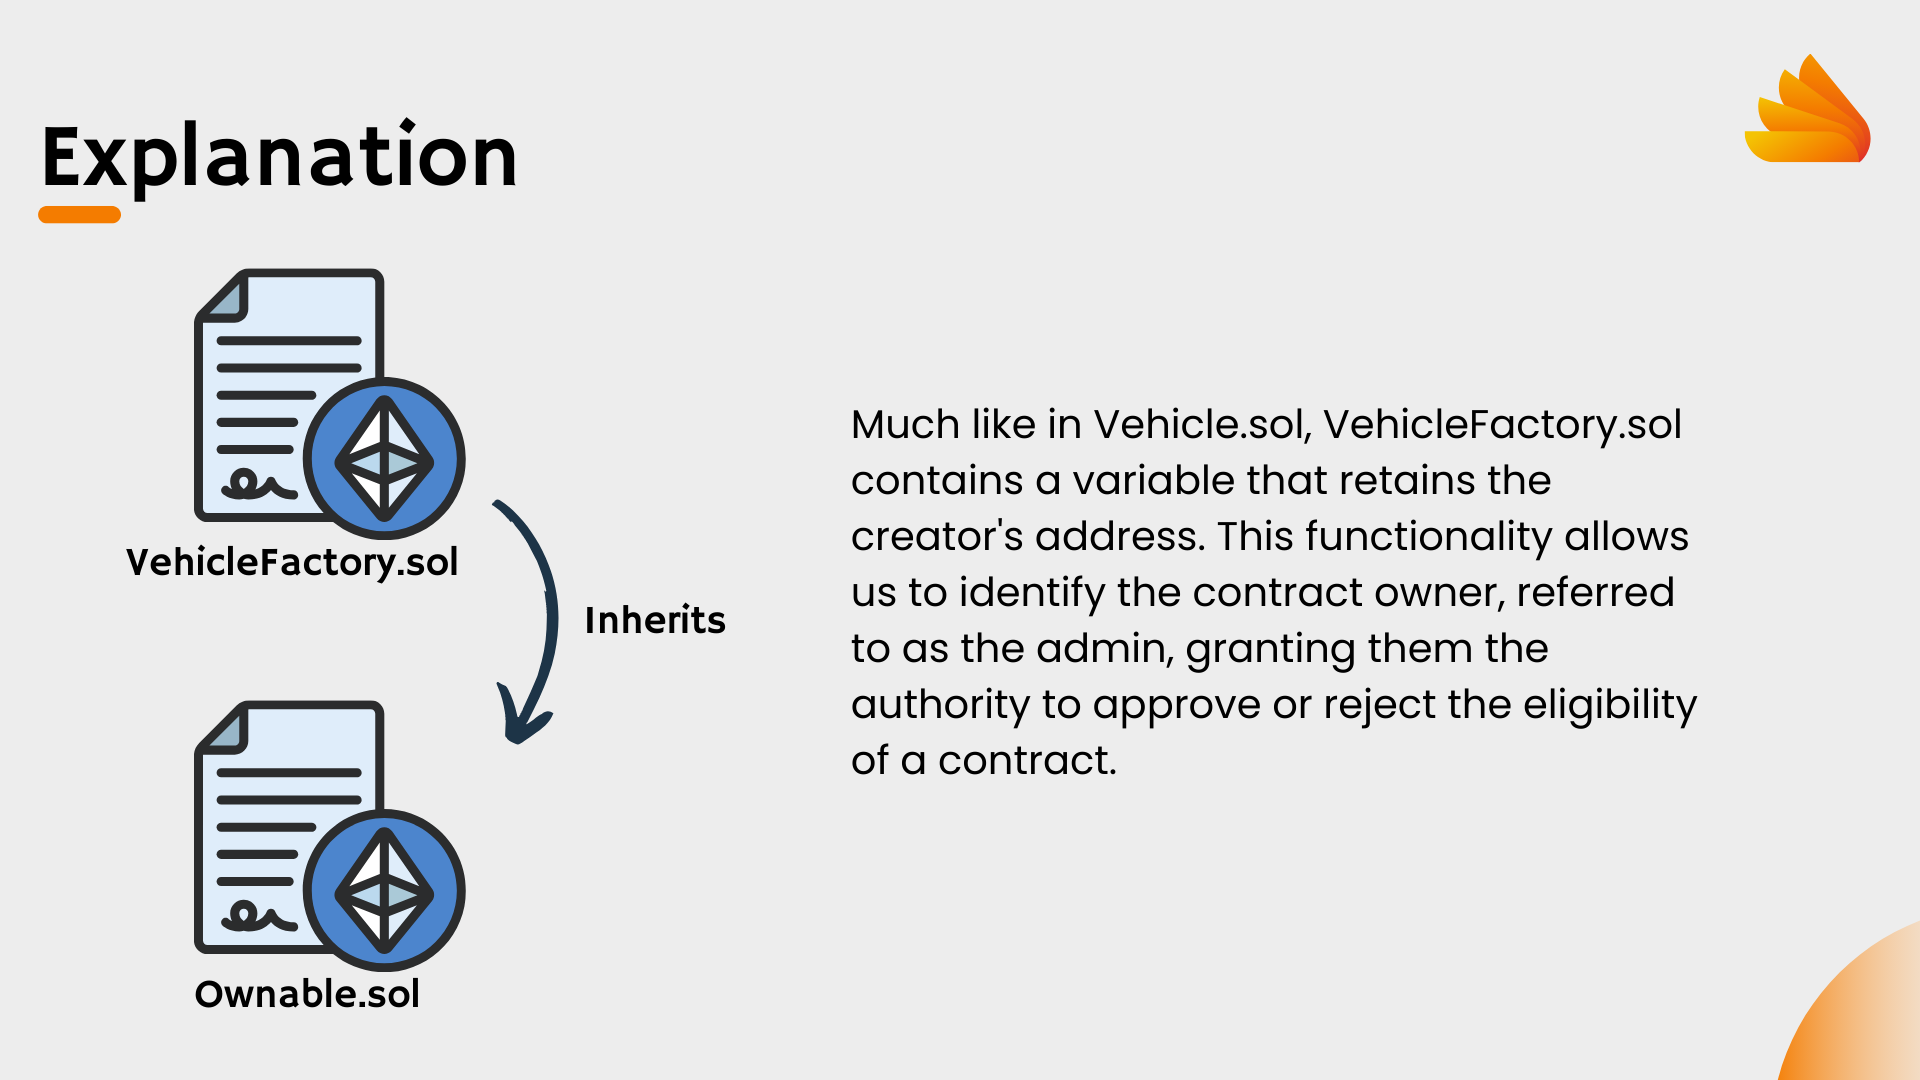 Explanation
VehicleFactory.sol
Inherits
Ownable.sol
Much like in Vehicle.sol, VehicleFactory.sol
contains a variable that retains the
creator's address. This functionality allows
us to identify the contract owner, referred
to as the admin, granting them the
authority to approve or reject the eligibility
of a contract.